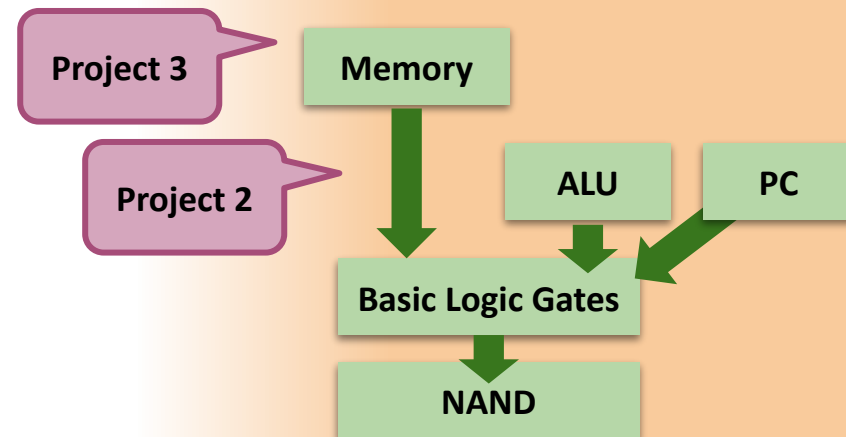 Project 3
Memory
Project 2
ALU
PC
Basic Logic Gates
NAND